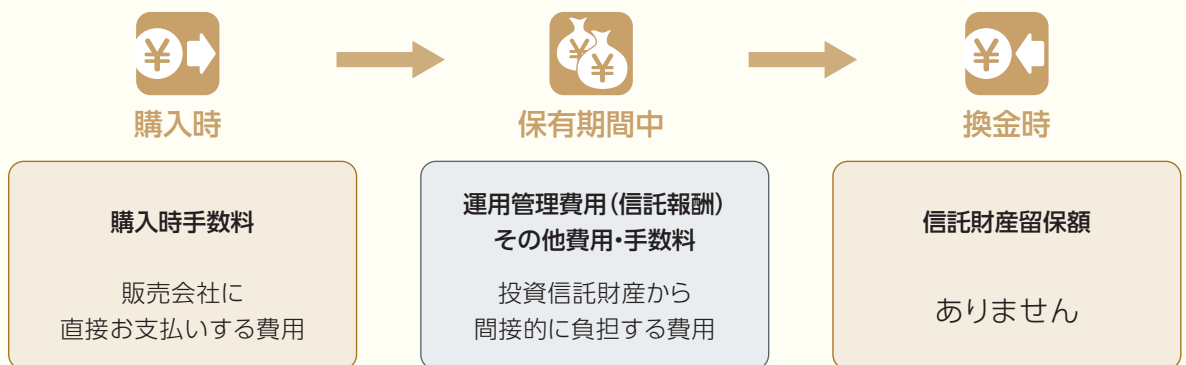 購入時
保有期間中
換金時
購入時手数料
販売会社に
直接お支払いする費用
運用管理費用(信託報酬)
その他費用・手数料
投資信託財産から
間接的に負担する費用
信託財産留保額
ありません